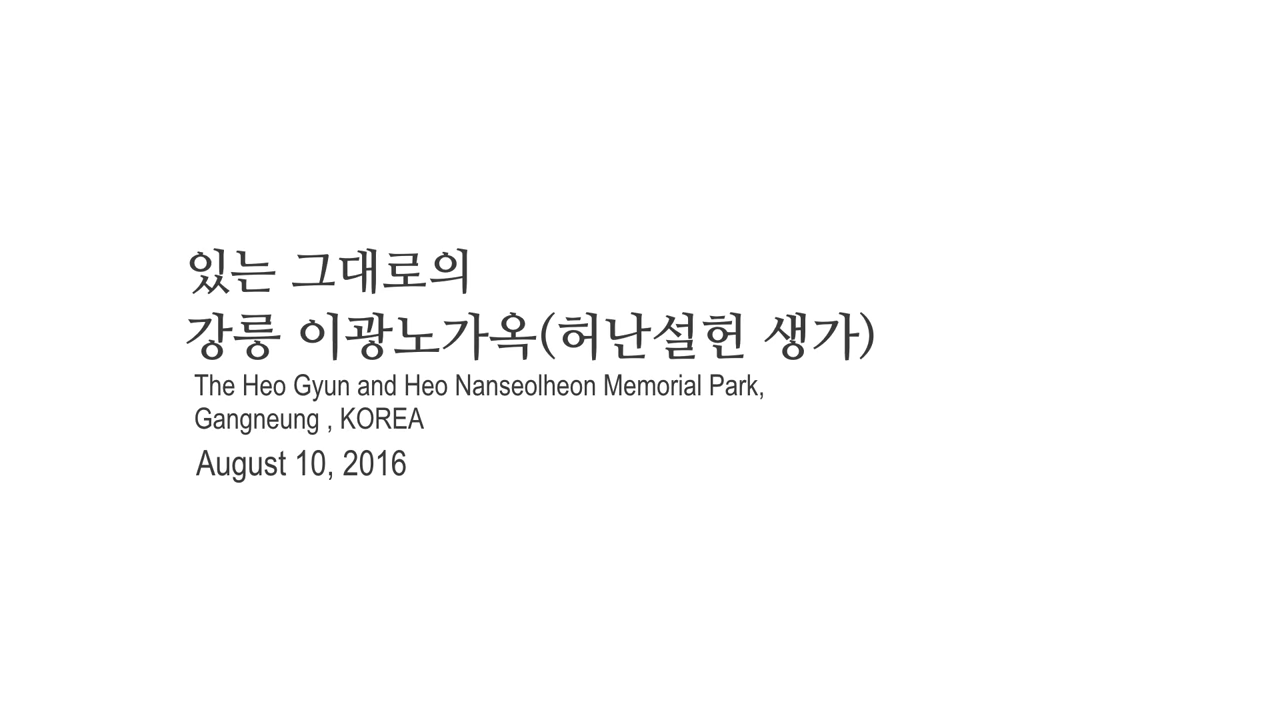 있는 그대로의
강릉 이광노가옥(허난설헌 생가)
The Heo Gyun and Heo Nanseolheon Memorial Park,
Gangneung , KOREA
August 10, 2016